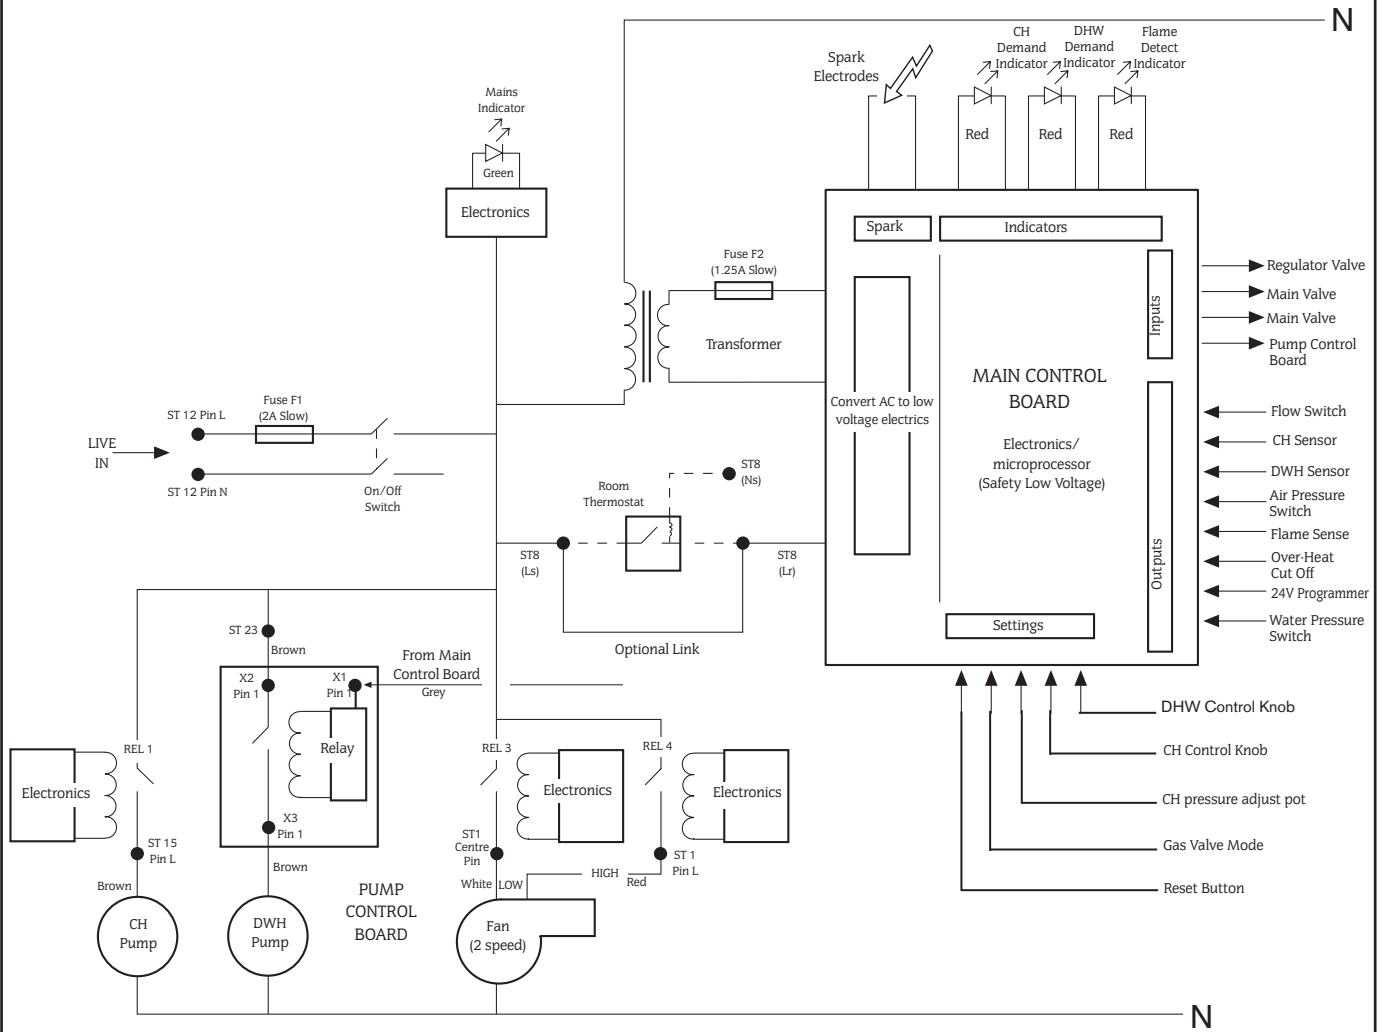 N
CH
Demand
Indicator
DHW
Demand
Indicator
Flame
Detect
Indicator
Spark
Electrodes
Red
Red
Red
Mains
Indicator
Green
Electronics
Spark
Indicators
Fuse F2
(1.25A Slow)
Transformer
Inputs
Regulator Valve
Main Valve
Main Valve
Pump Control
Board
MAIN CONTROL
BOARD
Convert AC to low
voltage electrics
Electronics/
microprocessor
(Safety Low Voltage)
Outputs
Flow Switch
CH Sensor
DWH Sensor
Air Pressure
Switch
Flame Sense
Over-Heat
Cut Off
24V Programmer
Water Pressure
Switch
Settings
LIVE
IN
ST 12 Pin L
Fuse F1
(2A Slow)
ST 12 Pin N
On/Off
Switch
Room
Thermostat
ST8
(Ns)
ST8
(Ls)
ST8
(Lr)
Optional Link
ST 23
Brown
X2
Pin 1
X1
Pin 1
From Main
Control Board
Grey
Relay
X3
Pin 1
Brown
REL 1
Electronics
ST 15
Pin L
Brown
CH
Pump
DWH
Pump
PUMP
CONTROL
BOARD
REL 3
Electronics
REL 4
Electronics
ST1
Centre
Pin
ST 1
Pin L
White
LOW
HIGH
Red
Fan
(2 speed)
DHW Control Knob
CH Control Knob
CH pressure adjust pot
Gas Valve Mode
Reset Button
N